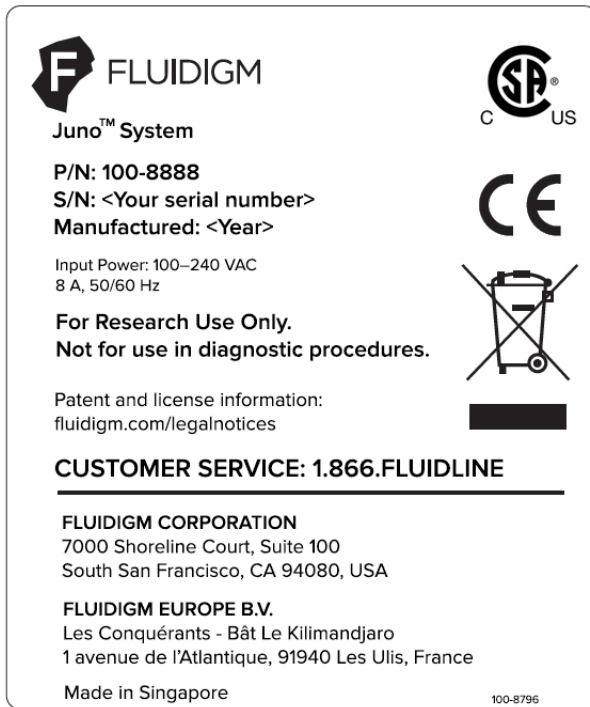 F FLUIDIGM
Juno™ System
P/N: 100-8888
S/N: <Your serial number>
Manufactured: <Year>
Input Power: 100–240 VAC
8 A, 50/60 Hz
For Research Use Only.
Not for use in diagnostic procedures.
Patent and license information:
fluidigm.com/legalnotices
CUSTOMER SERVICE: 1.866.FLUIDLINE
FLUIDIGM CORPORATION
7000 Shoreline Court, Suite 100
South San Francisco, CA 94080, USA
FLUIDIGM EUROPE B.V.
Les Conquérants - Bât Le Kilimandjaro
1 avenue de l’Atlantique, 91940 Les Ulis, France
Made in Singapore
100-8796
CSA ®
C US
CE